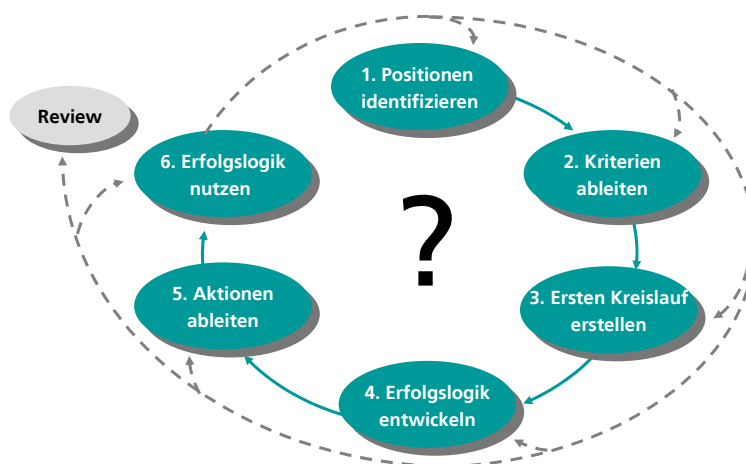 1. Positionen
identifizieren
Review
6. Erfolgslogik
nutzen
2. Kriterien
ableiten
?
5. Aktionen
ableiten
3. Ersten Kreislauf
erstellen
4. Erfolgslogik
entwickeln